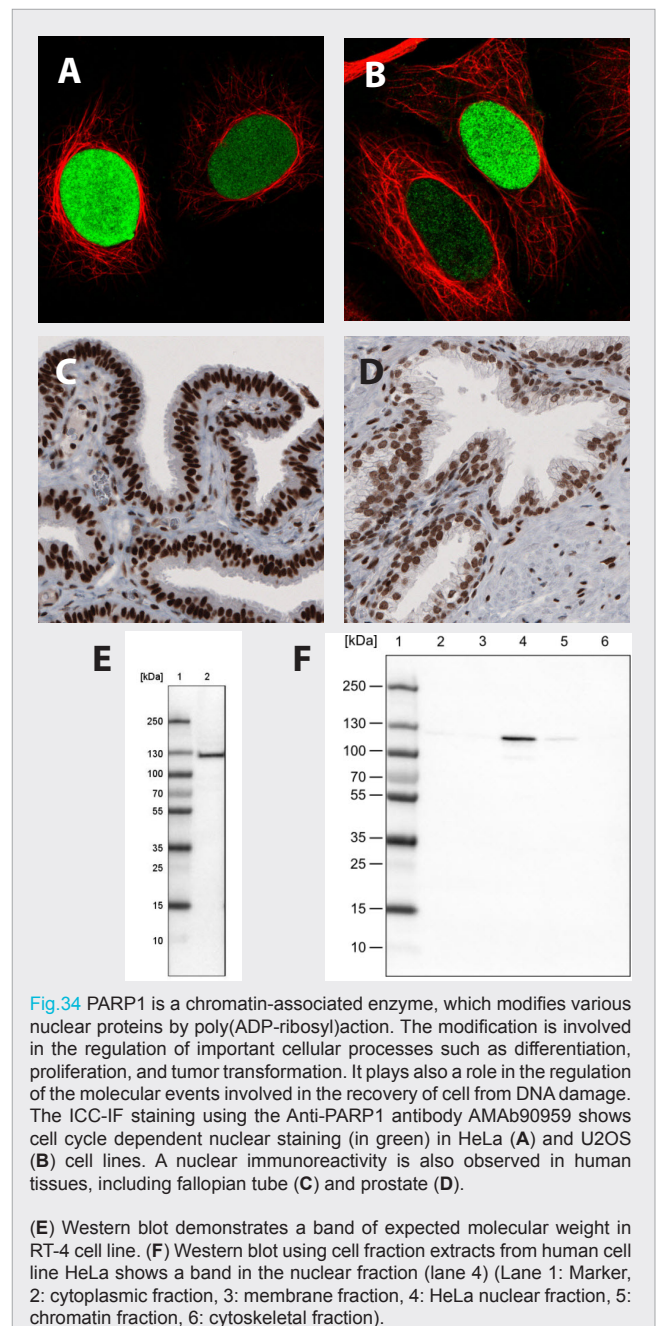 A
B
C
D
E
[kDa] 1 2
250
130
100
70
55
35
25
15
10
F
[kDa] 1 2 3 4 5 6
250
130
100
70
55
35
25
15
10
Fig.34 PARP1 is a chromatin-associated enzyme, which modifies various
nuclear proteins by poly(ADP-ribosyl)action. The modification is involved
in the regulation of important cellular processes such as differentiation,
proliferation, and tumor transformation. It plays also a role in the regulation
of the molecular events involved in the recovery of cell from DNA damage.
The ICC-IF staining using the Anti-PARP1 antibody AMAb90959 shows
cell cycle dependent nuclear staining (in green) in HeLa (A) and U2OS
(B) cell lines. A nuclear immunoreactivity is also observed in human
tissues, including fallopian tube (C) and prostate (D).
(E) Western blot demonstrates a band of expected molecular weight in
RT-4 cell line. (F) Western blot using cell fraction extracts from human cell
line HeLa shows a band in the nuclear fraction (lane 4) (Lane 1: Marker,
2: cytoplasmic fraction, 3: membrane fraction, 4: HeLa nuclear fraction, 5:
chromatin fraction, 6: cytoskeletal fraction).